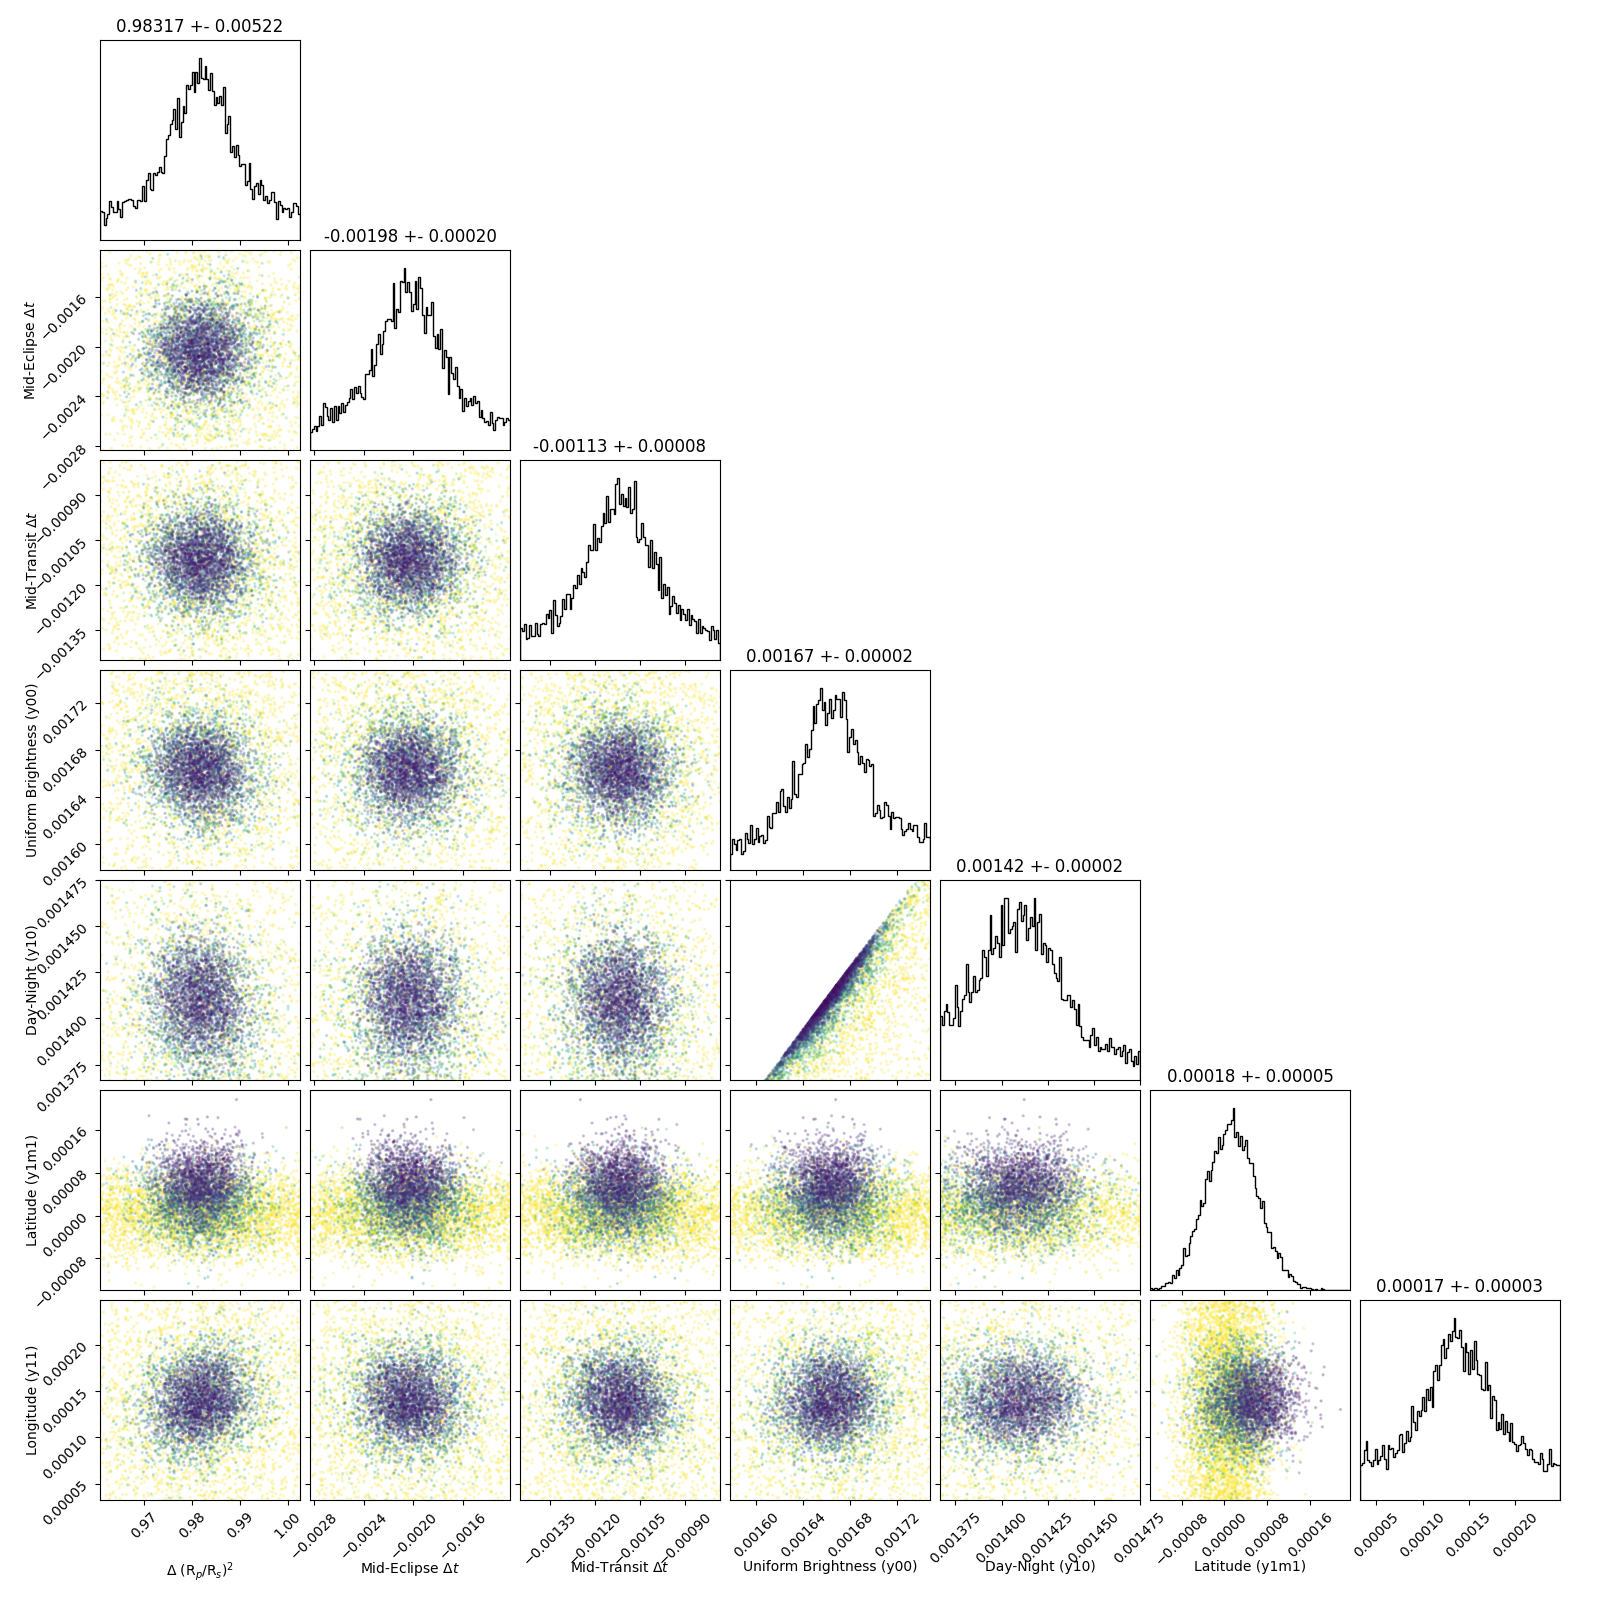 0.98317 +- 0.00522
-0.00198 +- 0.00020
Mid-Eclipse Δt
−0.0016
−0.0020
−0.0024
−0.0028
-0.00113 +- 0.00008
Mid-Transit Δt
−0.00090
−0.00105
−0.00120
−0.00135
0.00167 +- 0.00002
Uniform Brightness (y00)
0.00172
0.00168
0.00164
0.00160
0.00142 +- 0.00002
Day-Night (y10)
0.001475
0.001450
0.001425
0.001400
0.001375
0.00018 +- 0.00005
Latitude (y1m1)
0.00016
0.00008
0.00000
−0.00008
0.00017 +- 0.00003
Longitude (y11)
0.00020
0.00015
0.00010
0.00005
0.97 0.98 0.99 1.00
−0.0028 −0.0024 −0.0020 −0.0016
−0.00135 −0.00120 −0.00105 −0.00090
0.00160 0.00164 0.00168 0.00172
0.001375 0.001400 0.001425 0.001450 0.001475
−0.00008 0.00000 0.00008 0.00016
0.00005 0.00010 0.00015 0.00020
Δ (Rp/Rs)²
Mid-Eclipse Δt
Mid-Transit Δt
Uniform Brightness (y00)
Day-Night (y10)
Latitude (y1m1)